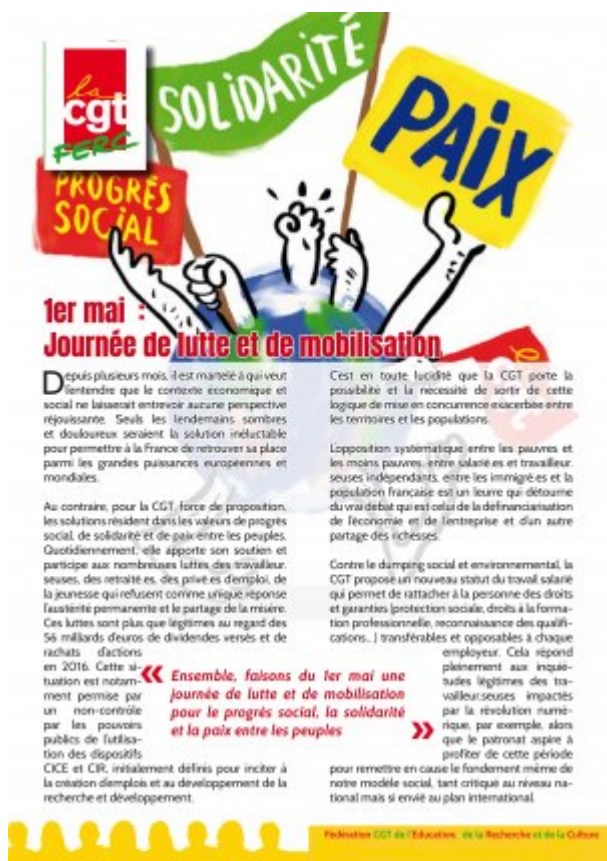 la
cgt
FERC
SOLIDARITÉ
PAIX
PROGRÈS
SOCIAL
1er mai :
Journée de lutte et de mobilisation
Depuis plusieurs mois, il est martelé à qui veut
l'entendre que le contexte économique et
social ne laisserait entrevoir aucune perspective
réjouissante. Seuls les lendemains sombres
et douloureux seraient la solution inéluctable
pour permettre à la France de retrouver sa place
parmi les grandes puissances européennes et
mondiales.
Au contraire, pour la CGT, force de proposition,
les solutions résident dans les valeurs de progrès
social, de solidarité et de paix entre les peuples.
Quotidiennement, elle apporte son soutien et
participe aux nombreuses luttes des travailleur.
seuses, des retraité.es, des privé.es d'emploi, de
la jeunesse qui refusent comme unique réponse
l'austérité permanente et le partage de la misère.
Ces luttes sont plus que légitimes au regard des
56 milliards d'euros de dividendes versés et de
rachats d'actions
en 2016. Cette si-
tuation est notam-
ment permise par
un non-contrôle
par les pouvoirs
publics de l'utilisa-
tion des dispositifs
CICE et CIR, initialement définis pour inciter à
la création d'emplois et au développement de la
recherche et développement.
« Ensemble, faisons du 1er mai une
journée de lutte et de mobilisation
pour le progrès social, la solidarité
et la paix entre les peuples »
C'est en toute lucidité que la CGT porte la
possibilité et la nécessité de sortir de cette
logique de mise en concurrence exacerbée entre
les territoires et les populations.
L'opposition systématique entre les pauvres et
les moins pauvres, entre salarié.es et travailleur.
seuses indépendants, entre les immigré.es et la
population française est un leurre qui détourne
du vrai débat qui est celui de la définanciarisation
de l'économie et de l'entreprise et d'un autre
partage des richesses.
Contre le dumping social et environnemental, la
CGT propose un nouveau statut du travail salarié
qui permet de rattacher à la personne des droits
et garanties (protection sociale, droits à la forma-
tion professionnelle, reconnaissance des qualifi-
cations...) transférables et opposables à chaque
employeur. Cela répond
pleinement aux inquié-
tudes légitimes des tra-
vailleur.seuses impactés
par la révolution numé-
rique, par exemple, alors
que le patronat aspire à
profiter de cette période
pour remettre en cause le fondement même de
notre modèle social, tant critiqué au niveau na-
tional mais si envié au plan international.
Fédération CGT de l'Education, de la Recherche et de la Culture